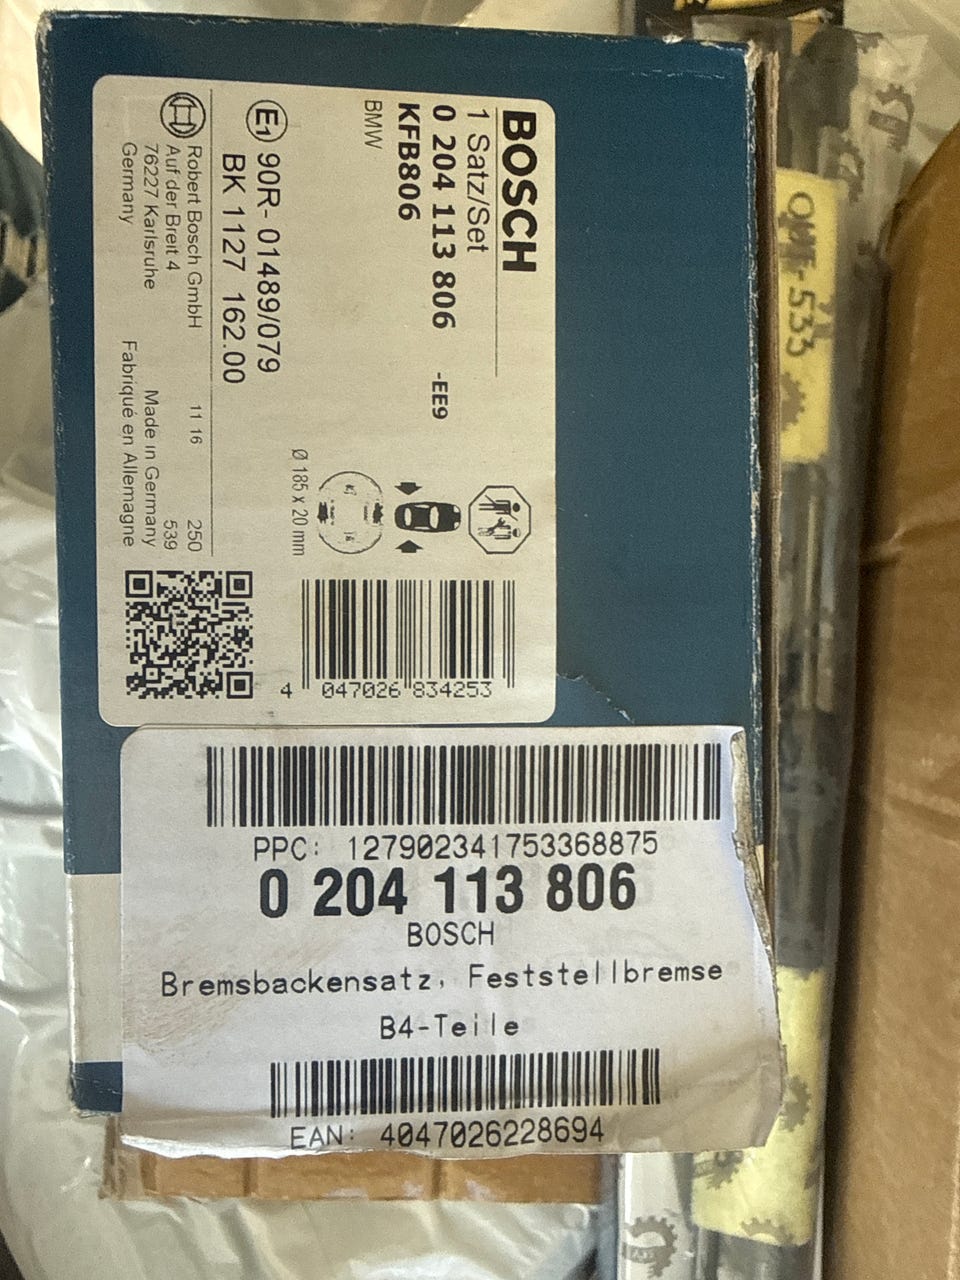 BOSCH
1 Satz/Set
0 204 113 806 -EE9
KFB806
BMW
Ø 185 x 20 mm
E1 90R- 01489/079
BK 1127 162.00
Robert Bosch GmbH 11 16 250
Auf der Breit 4 539
76227 Karlsruhe Made in Germany
Germany Fabriqué en Allemagne
4 047026 834253
PPC: 127902341753368875
0 204 113 806
BOSCH
Bremsbackensatz, Feststellbremse
B4-Teile
EAN: 4047026228694
-533